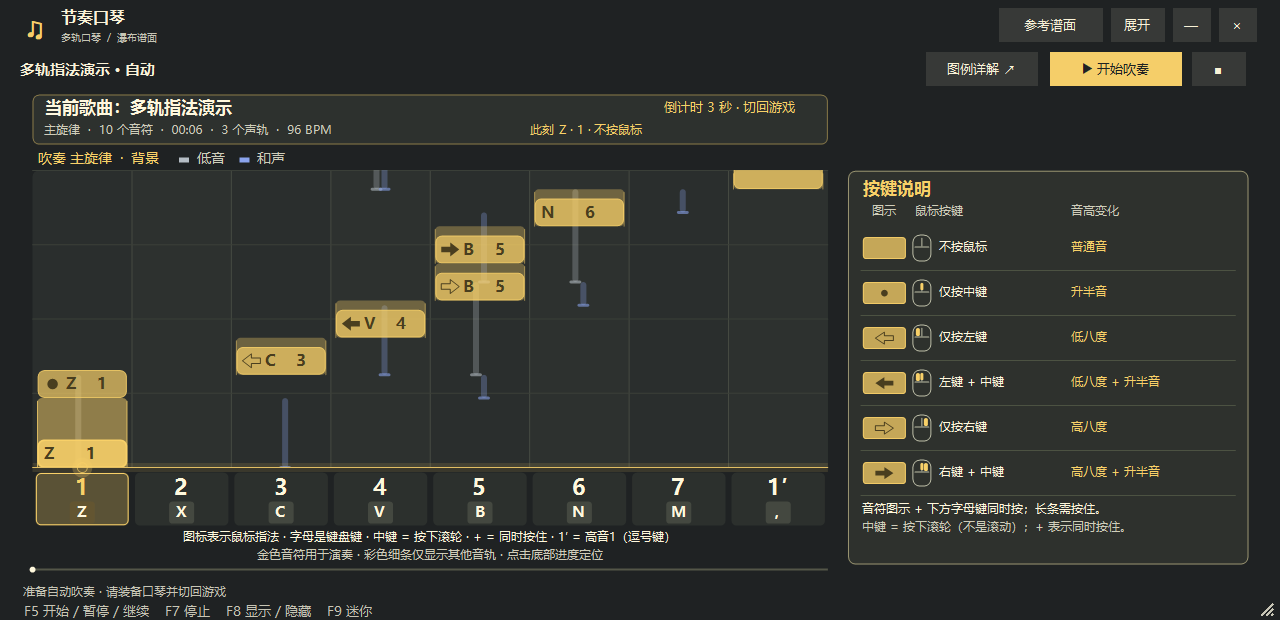 节奏口琴
多轨口琴 / 瀑布谱面
参考谱面 展开 — ×
多轨指法演示 • 自动
图例详解 ↗ ▶ 开始吹奏 ■
当前歌曲：多轨指法演示 倒计时 3 秒 · 切回游戏
主旋律 · 10 个音符 · 00:06 · 3 个声轨 · 96 BPM 此刻 Z · 1 · 不按鼠标
吹奏 主旋律 · 背景 低音 和声
N 6
B 5
B 5
V 4
C 3
● Z 1
Z 1
1 2 3 4 5 6 7 1′
Z X C V B N M ,
图标表示鼠标指法 · 字母是键盘键 · 中键 = 按下滚轮 · + = 同时按住 · 1′ = 高音1（逗号键）
金色音符用于演奏 · 彩色细条仅显示其他音轨 · 点击底部进度定位
按键说明
图示 鼠标按键 音高变化
不按鼠标 普通音
仅按中键 升半音
仅按左键 低八度
左键 + 中键 低八度 + 升半音
仅按右键 高八度
右键 + 中键 高八度 + 升半音
音符图示 + 下方字母键同时按；长条需按住。
中键 = 按下滚轮（不是滚动）；+ 表示同时按住。
准备自动吹奏 · 请装备口琴并切回游戏
F5 开始 / 暂停 / 继续 F7 停止 F8 显示 / 隐藏 F9 迷你